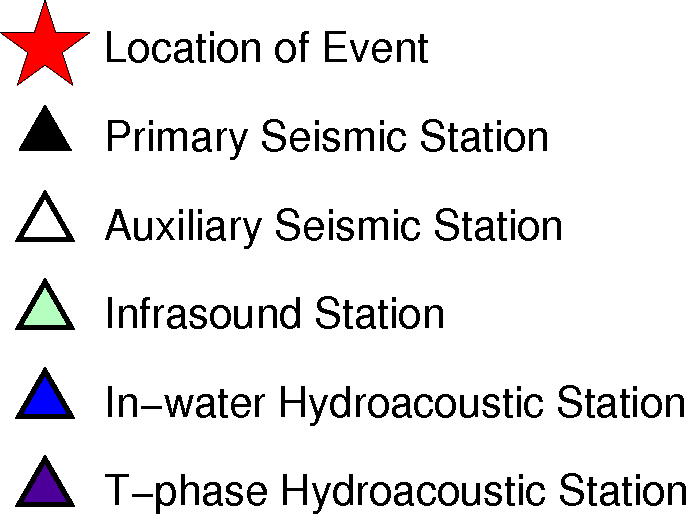 Location of Event
Primary Seismic Station
Auxiliary Seismic Station
Infrasound Station
In−water Hydroacoustic Station
T−phase Hydroacoustic Station